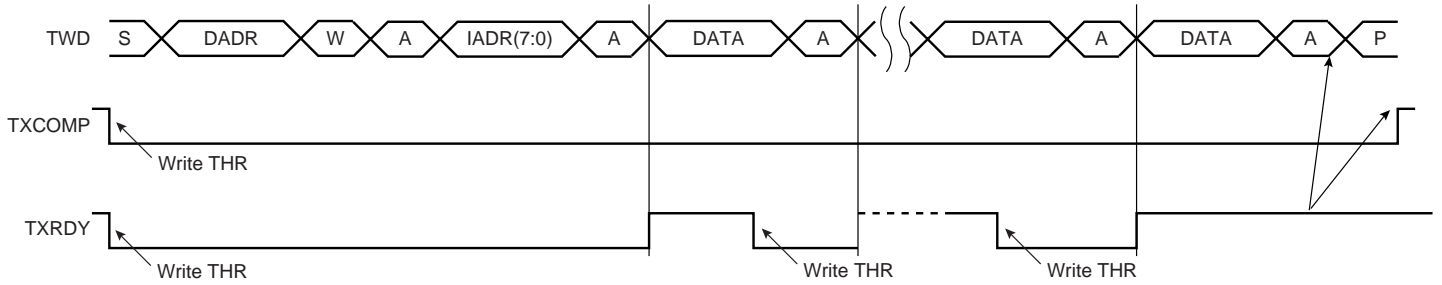 TWD S DADR W A IADR(7:0) A DATA A DATA A DATA A P
TXCOMP
Write THR
TXRDY
Write THR Write THR Write THR